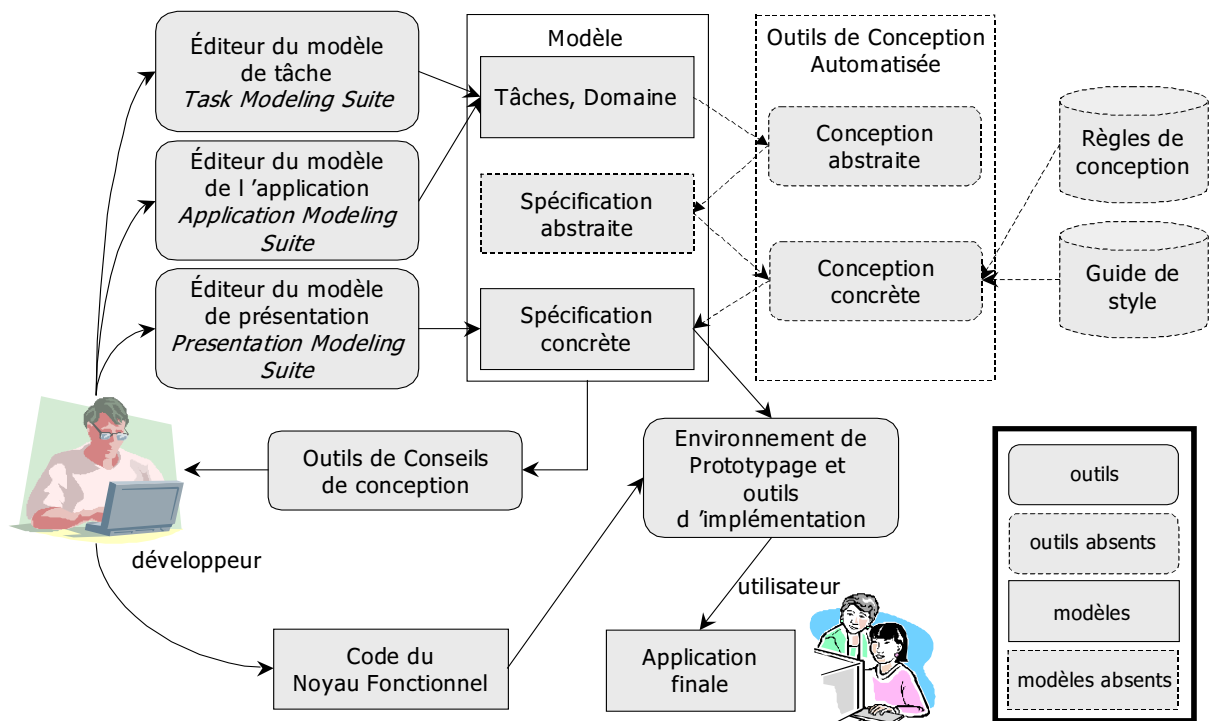 Éditeur du modèle
de tâche
Task Modeling Suite
Éditeur du modèle
de l ’application
Application Modeling
Suite
Éditeur du modèle
de présentation
Presentation Modeling
Suite
Modèle
Tâches, Domaine
Spécification
abstraite
Spécification
concrète
Outils de Conception
Automatisée
Conception
abstraite
Conception
concrète
Règles de
conception
Guide de
style
Outils de Conseils
de conception
Environnement de
Prototypage et
outils
d ’implémentation
développeur
utilisateur
Code du
Noyau Fonctionnel
Application
finale
outils
outils absents
modèles
modèles absents